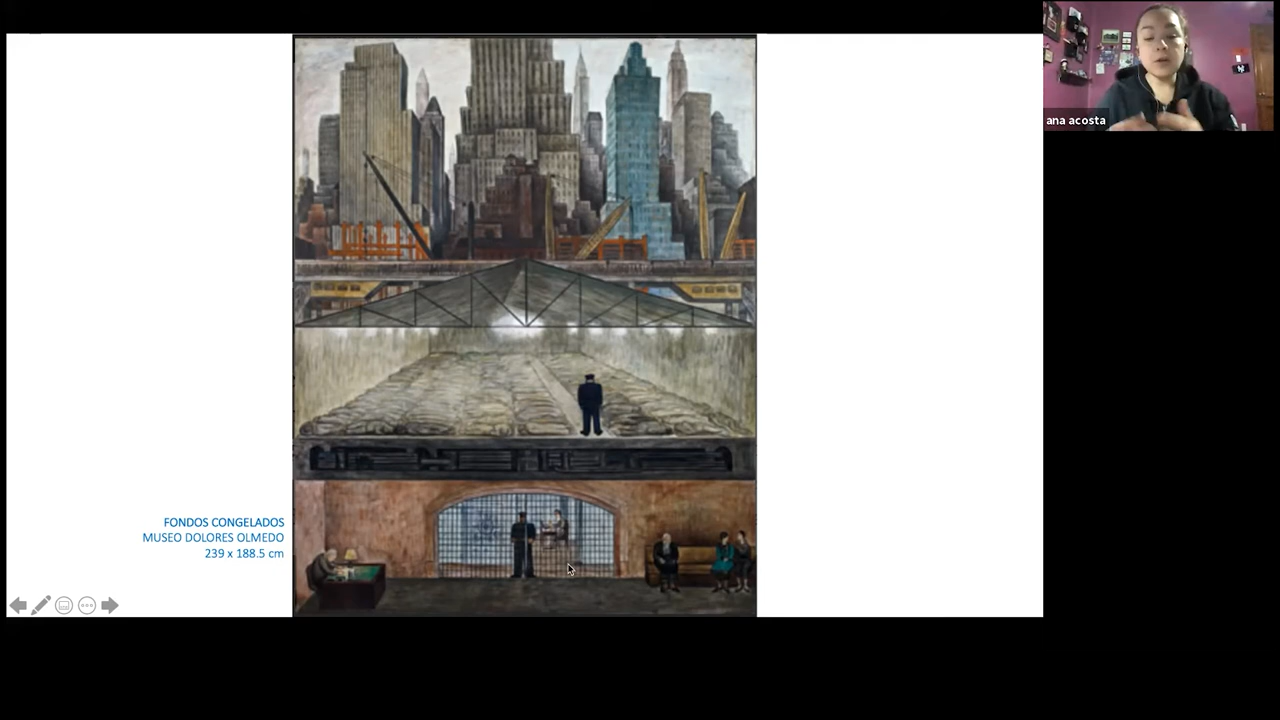 ana acosta
FONDOS CONGELADOS
MUSEO DOLORES OLMEDO
239 x 188.5 cm